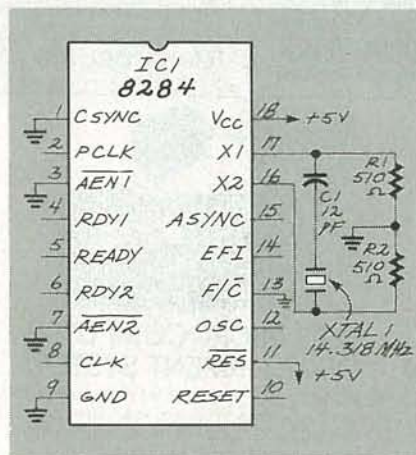 IC1
8284
1 CSYNC
2 PCLK
3 AEN1
4 RDY1
5 READY
6 RDY2
7 AEN2
8 CLK
9 GND
VCC 18 +5V
X1 17
X2 16
ASYNC 15
EFI 14
F/C 13
OSC 12
RES 11
+5V
RESET 10
C1
12
PF
R1
510
Ω
R2
510
Ω
XTAL1
14.318 MHz